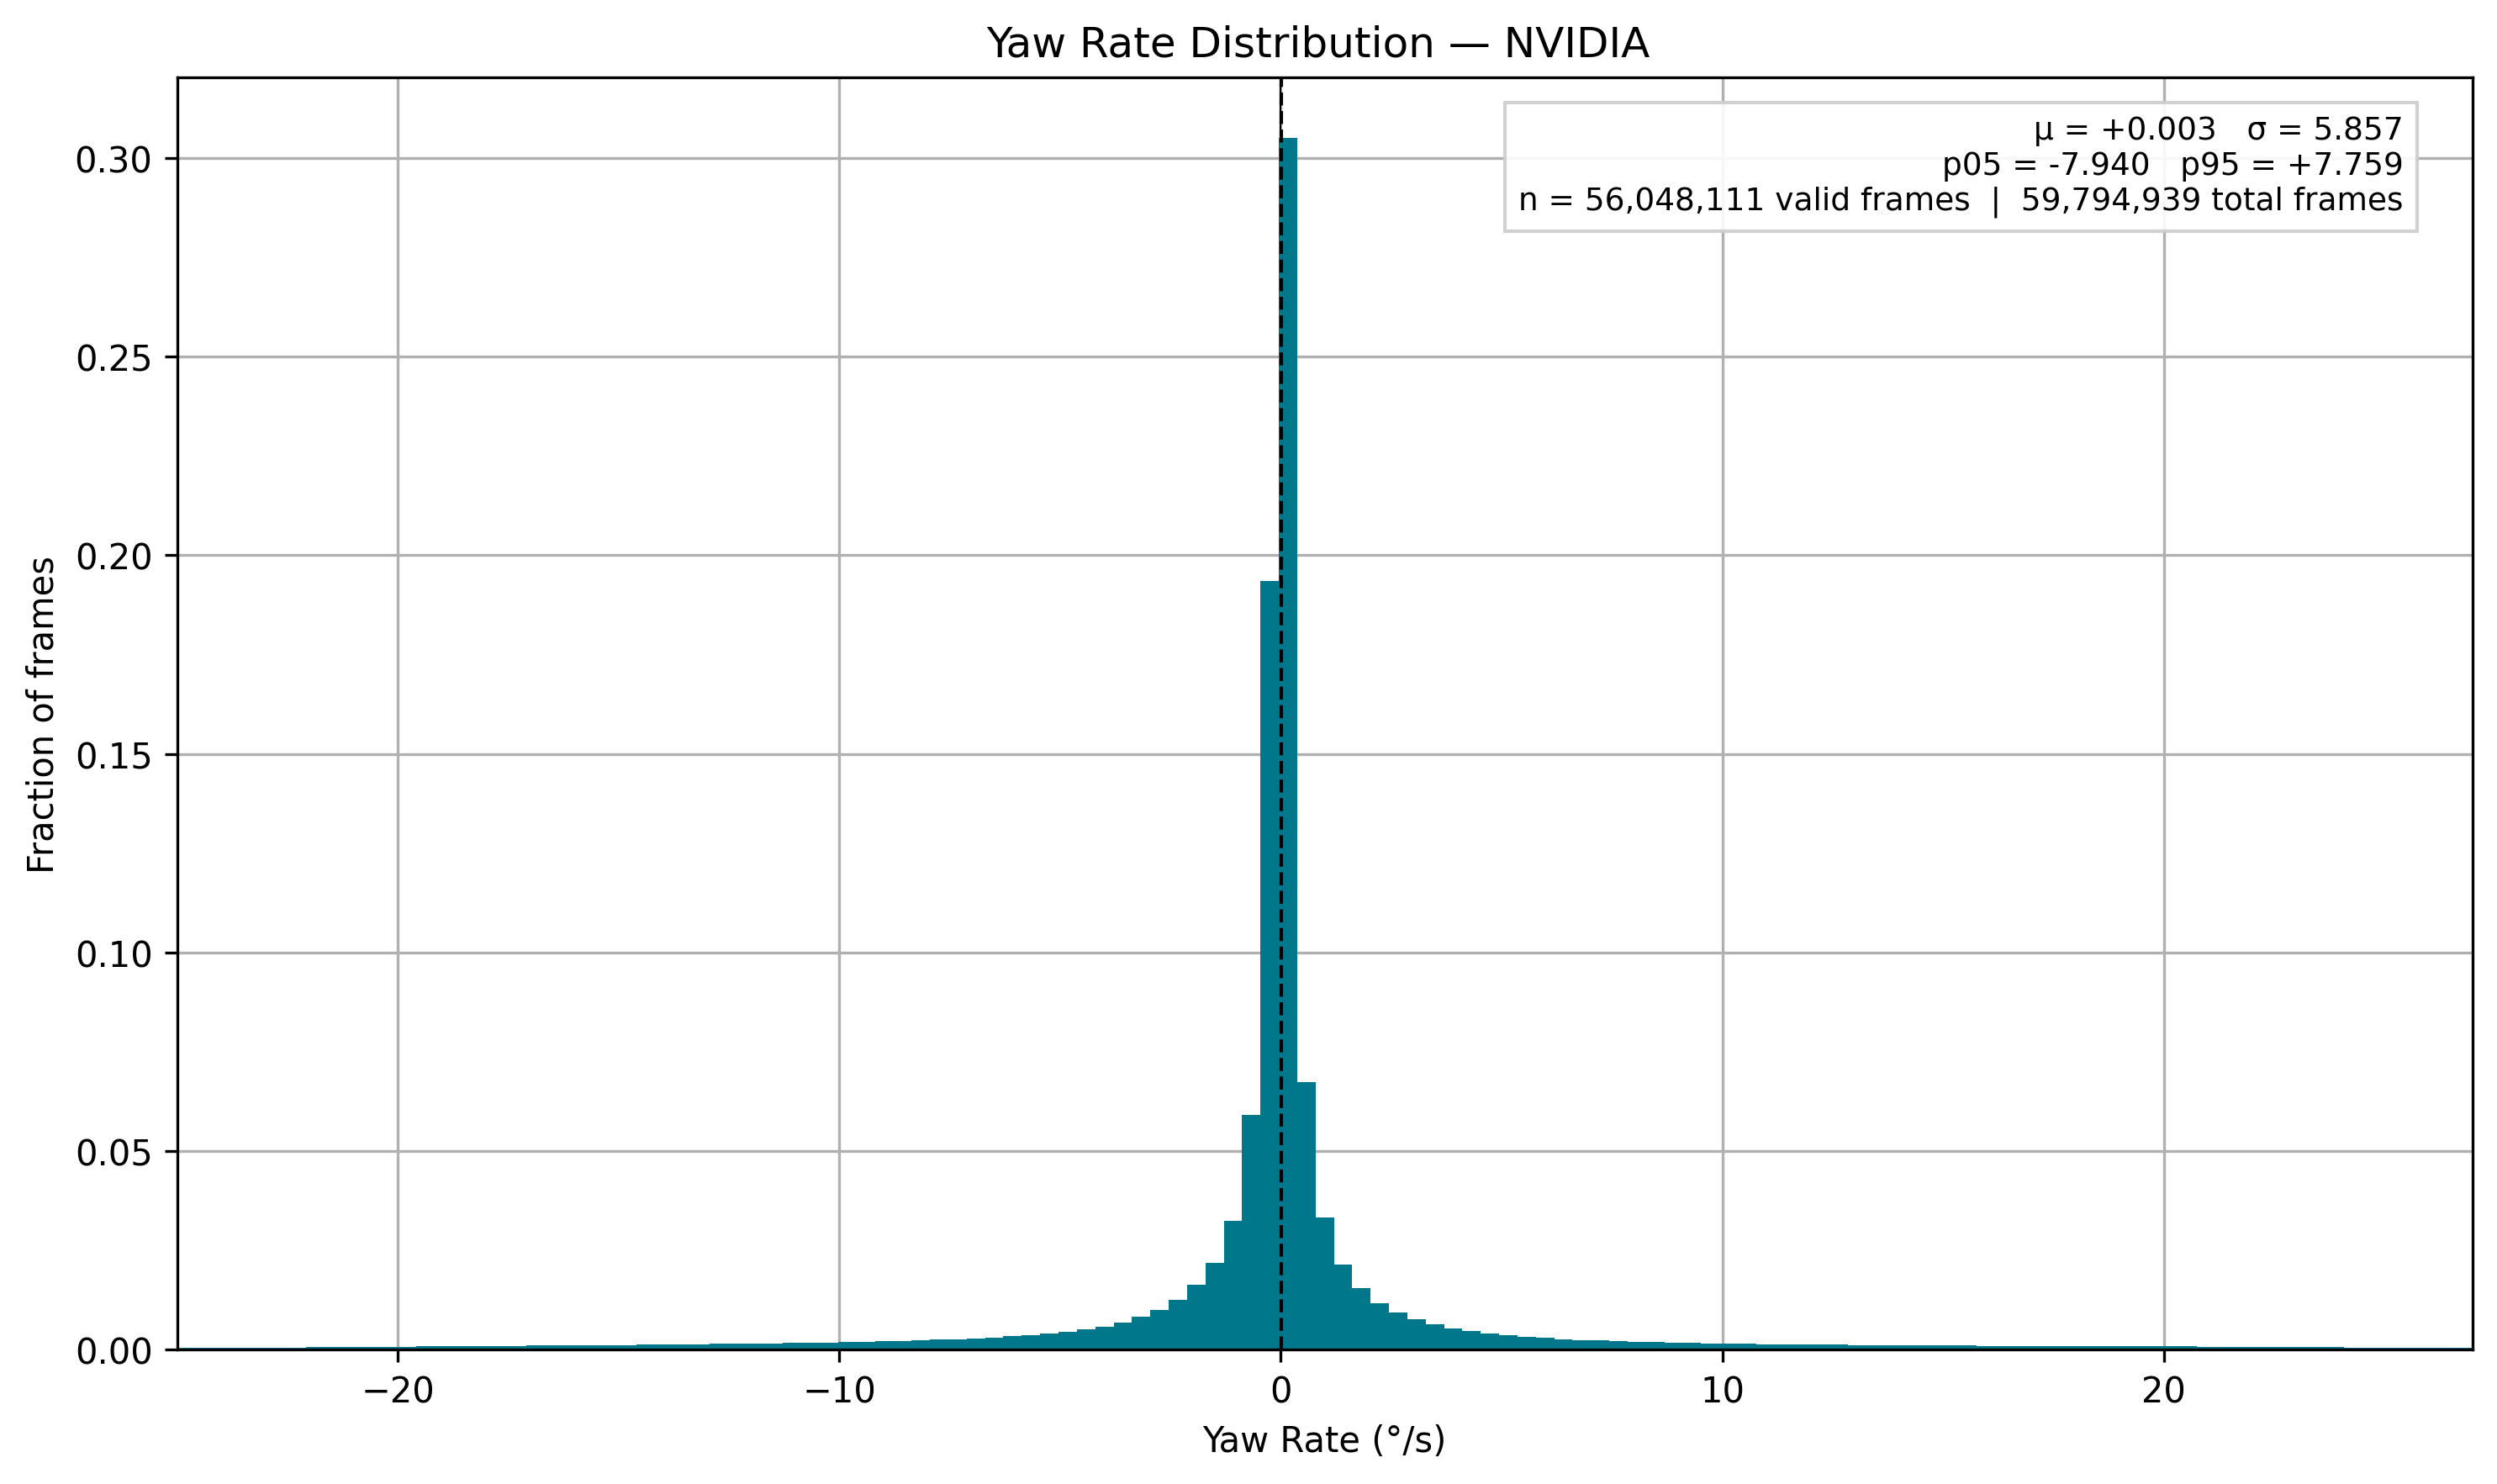 Yaw Rate Distribution — NVIDIA
μ = +0.003   σ = 5.857
p05 = -7.940   p95 = +7.759
n = 56,048,111 valid frames  |  59,794,939 total frames
Fraction of frames
0.30
0.25
0.20
0.15
0.10
0.05
0.00
−20
−10
0
10
20
Yaw Rate (°/s)